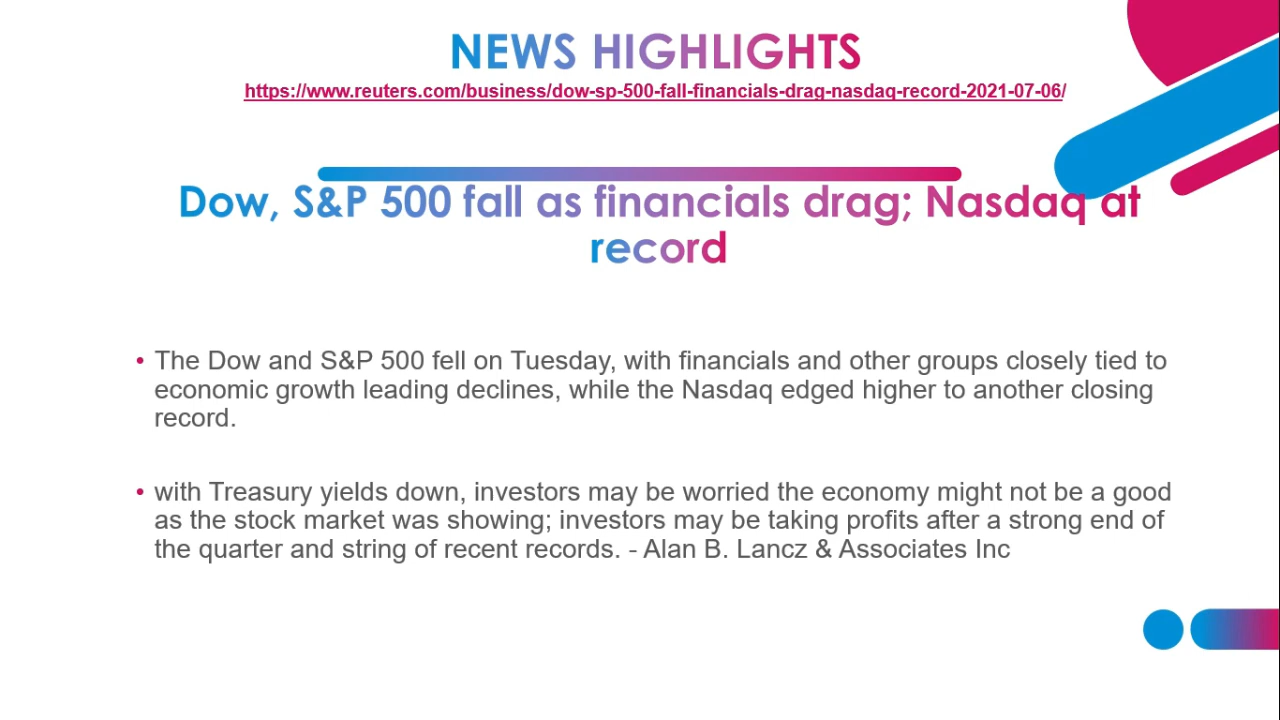 NEWS HIGHLIGHTS
https://www.reuters.com/business/dow-sp-500-fall-financials-drag-nasdaq-record-2021-07-06/
Dow, S&P 500 fall as financials drag; Nasdaq at
record
• The Dow and S&P 500 fell on Tuesday, with financials and other groups closely tied to
economic growth leading declines, while the Nasdaq edged higher to another closing
record.
• with Treasury yields down, investors may be worried the economy might not be a good
as the stock market was showing; investors may be taking profits after a strong end of
the quarter and string of recent records. - Alan B. Lancz & Associates Inc